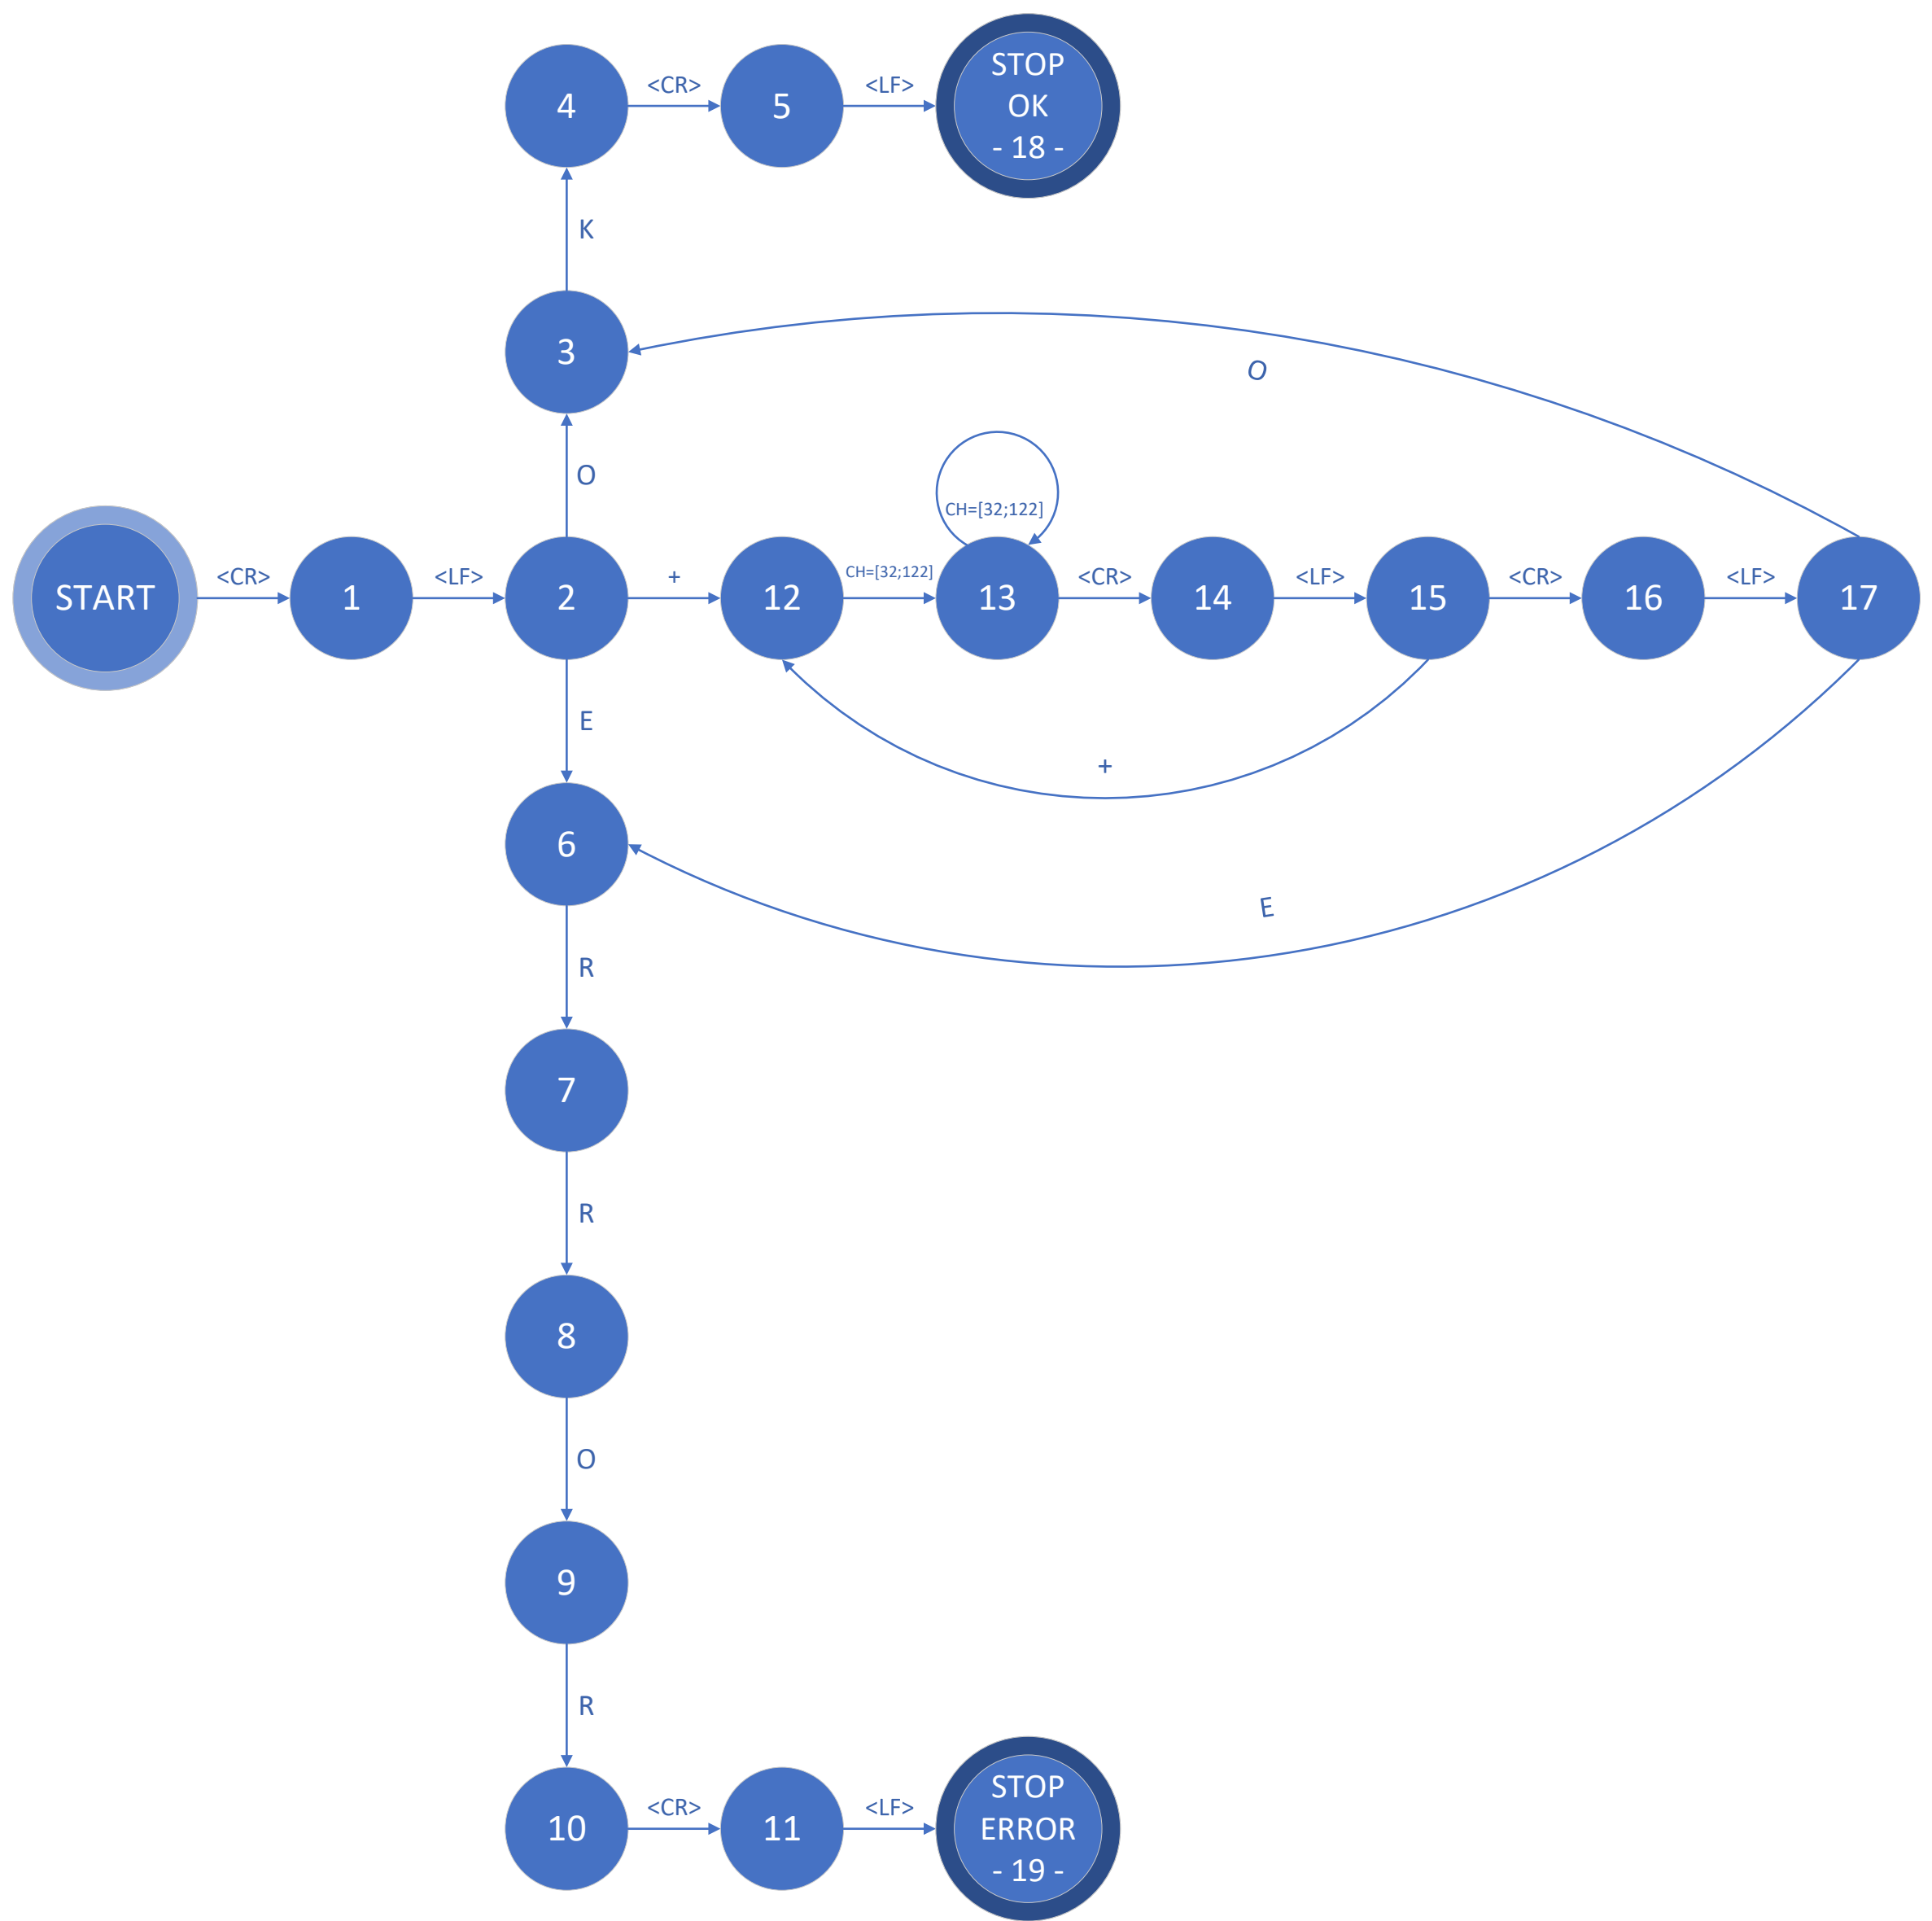 STOP
OK
- 18 -
4
<CR>
5
<LF>
K
3
O
O
CH=[32;122]
START
<CR>
1
<LF>
2
+
12
CH=[32;122]
13
<CR>
14
<LF>
15
<CR>
16
<LF>
17
E
+
6
E
R
7
R
8
O
9
R
10
<CR>
11
<LF>
STOP
ERROR
- 19 -